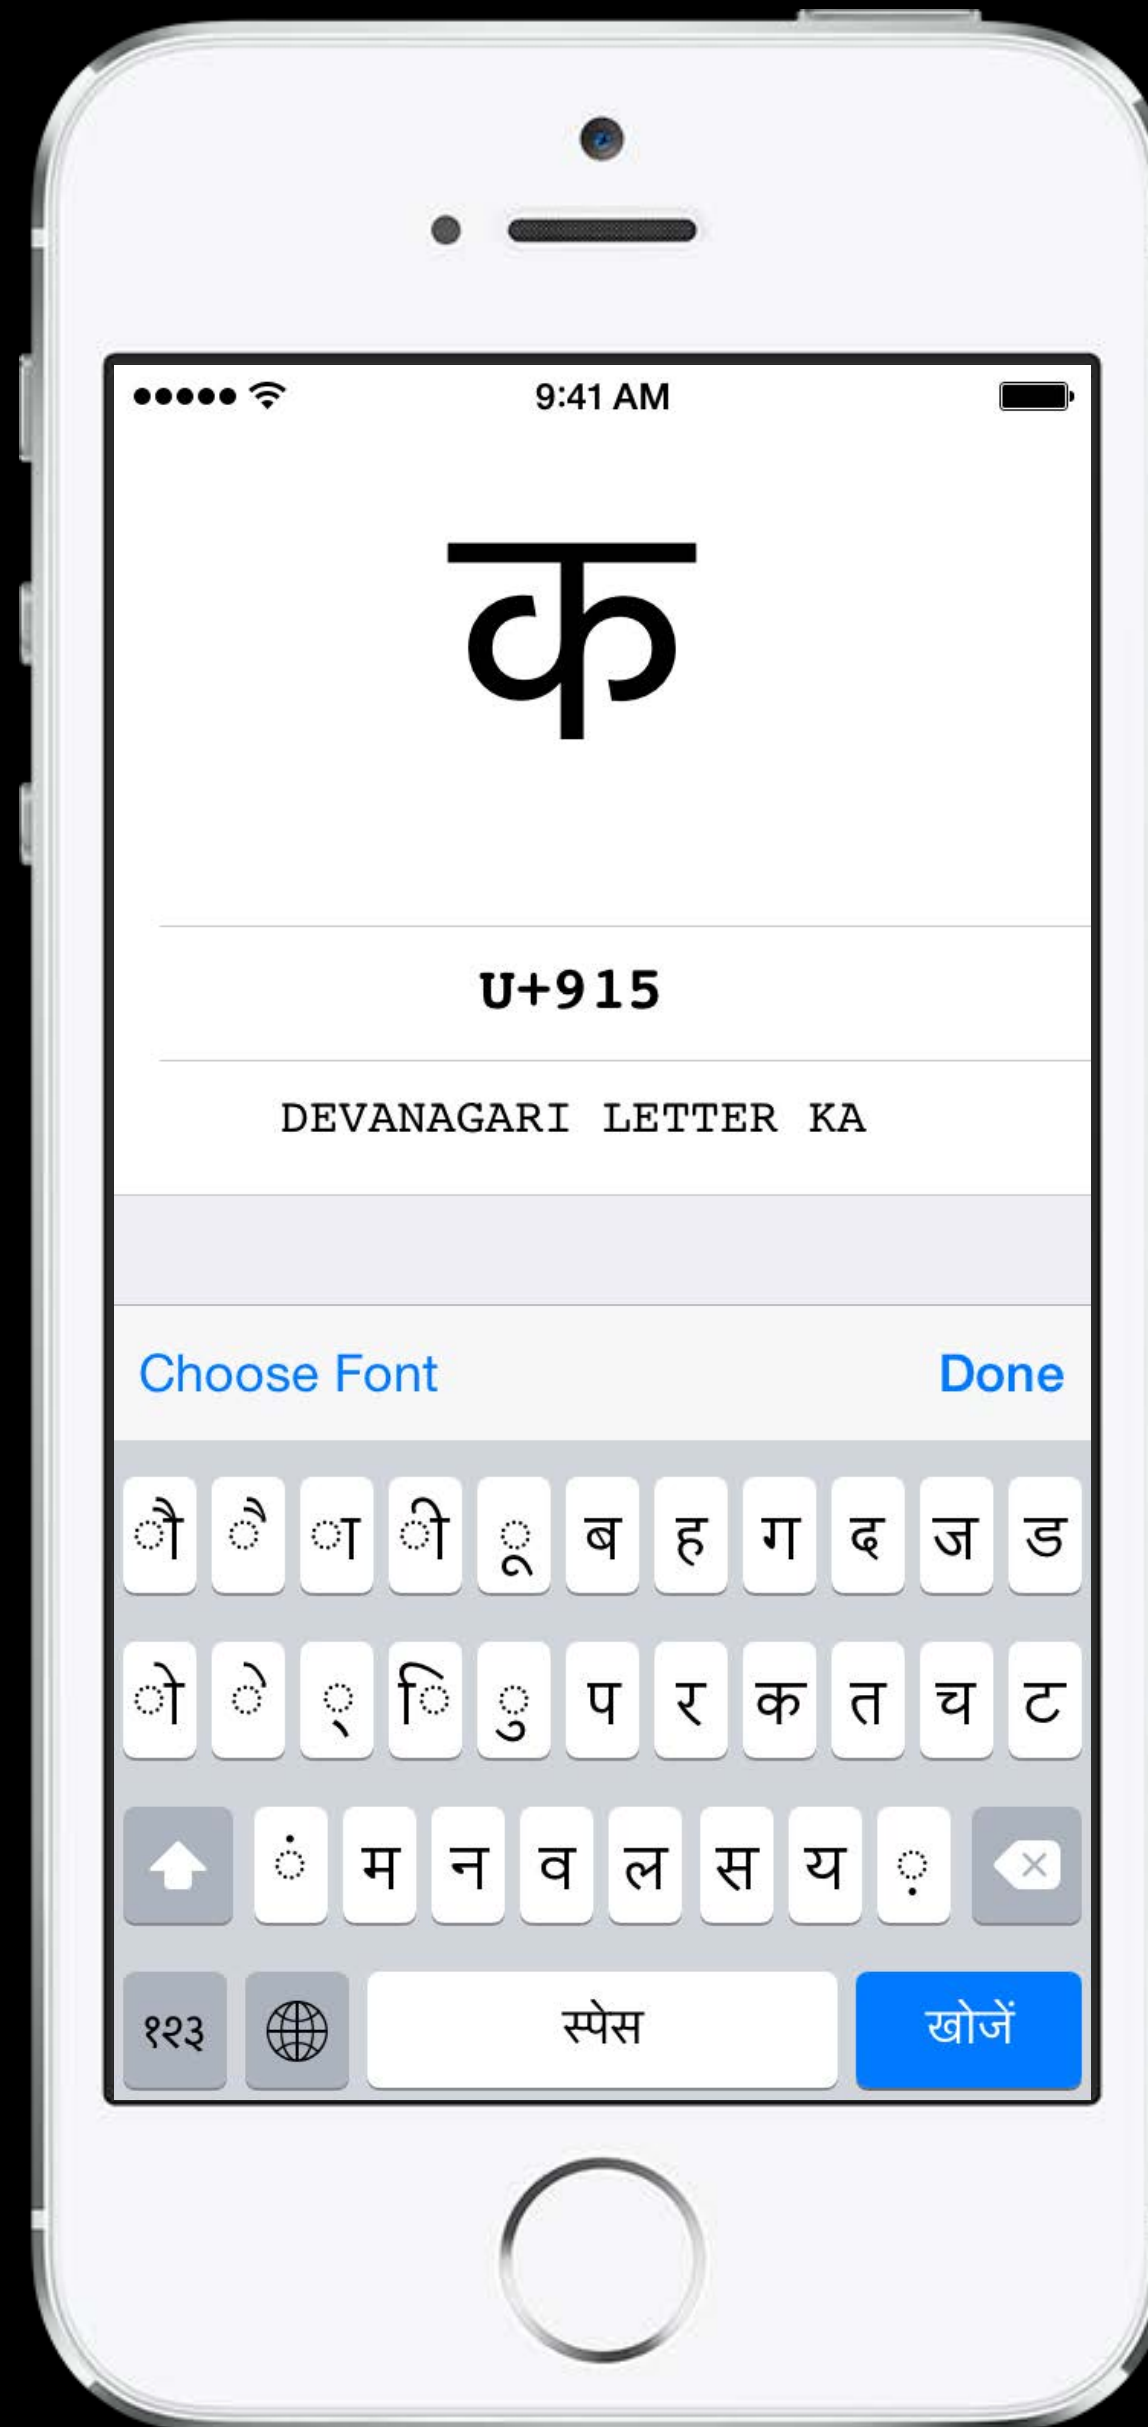 9:41 AM
क
U+915
DEVANAGARI LETTER KA
Choose Font Done
ौ ै ा ी ू ब ह ग द ज ड
ो े ् ि ु प र क त च ट
ं म न व ल स य ़
१२३ स्पेस खोजें